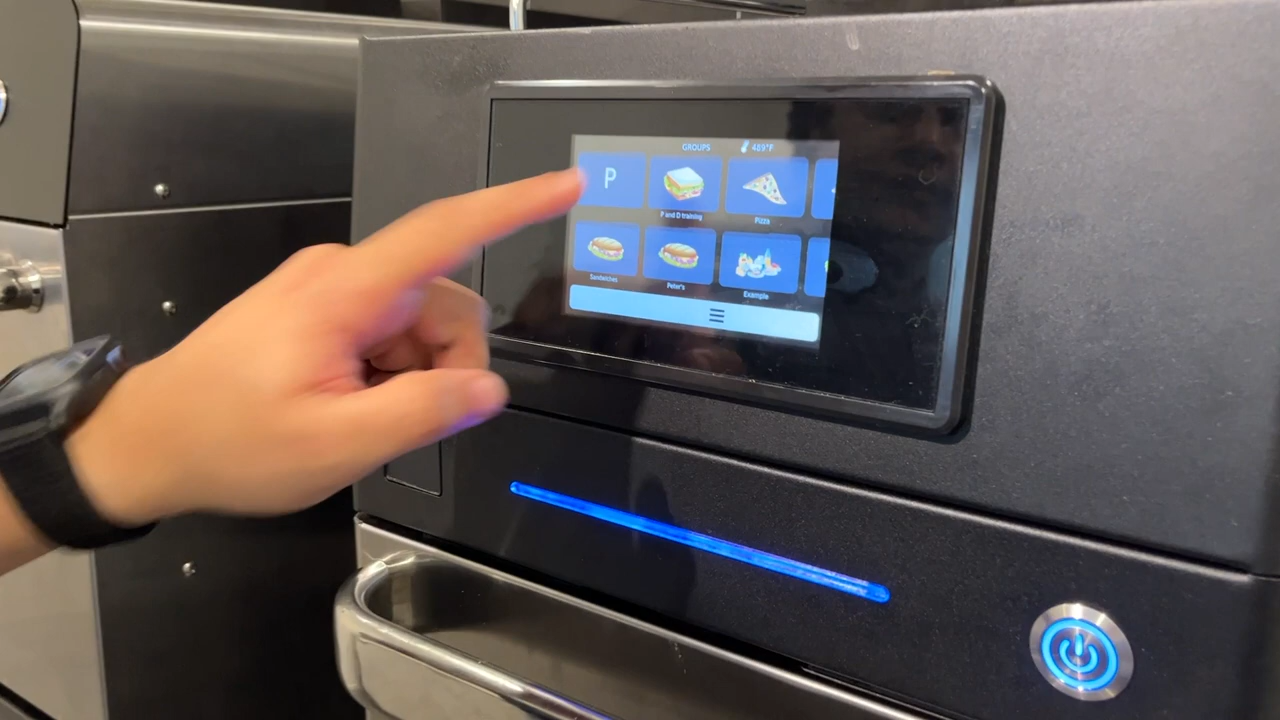 GROUPS 489°F
P
P and D training
Pizza
Sandwiches
Peter's
Example